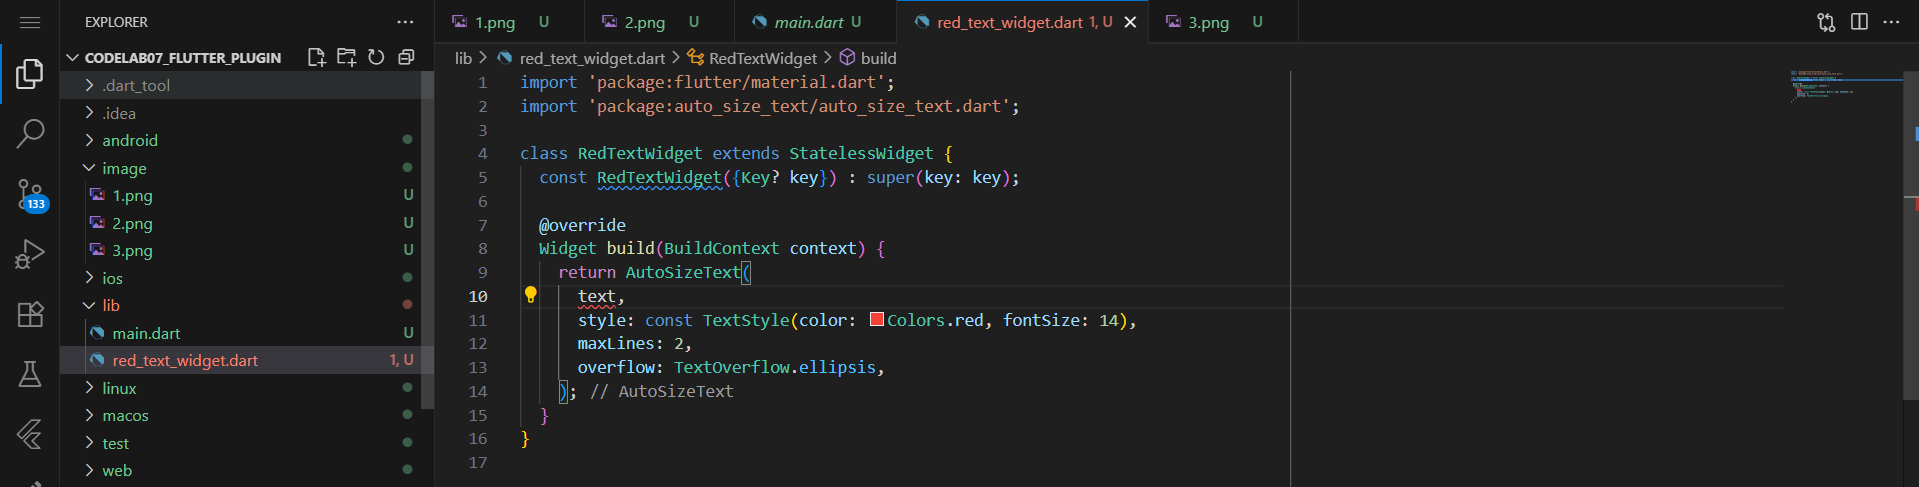 EXPLORER
1.png U 2.png U main.dart U red_text_widget.dart 1, U 3.png U
CODELAB07_FLUTTER_PLUGIN
.dart_tool
.idea
android
image
1.png U
2.png U
3.png U
ios
lib
main.dart U
red_text_widget.dart 1, U
linux
macos
test
web
133
lib > red_text_widget.dart > RedTextWidget > build
1 import 'package:flutter/material.dart';
2 import 'package:auto_size_text/auto_size_text.dart';
3
4 class RedTextWidget extends StatelessWidget {
5 const RedTextWidget({Key? key}) : super(key: key);
6
7 @override
8 Widget build(BuildContext context) {
9 return AutoSizeText(
10 text,
11 style: const TextStyle(color: Colors.red, fontSize: 14),
12 maxLines: 2,
13 overflow: TextOverflow.ellipsis,
14 ); // AutoSizeText
15 }
16 }
17